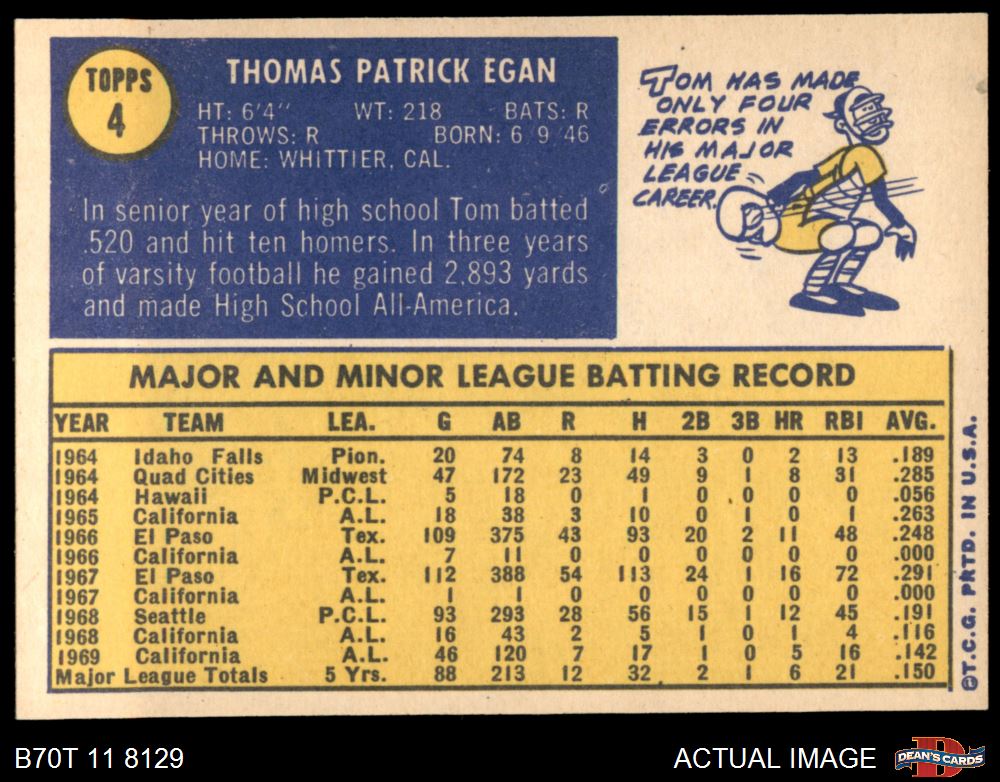 TOPPS
4
THOMAS PATRICK EGAN
HT: 6'4" WT: 218 BATS: R
THROWS: R BORN: 6 9 46
HOME: WHITTIER, CAL.
In senior year of high school Tom batted
.520 and hit ten homers. In three years
of varsity football he gained 2,893 yards
and made High School All-America.
TOM HAS MADE
ONLY FOUR
ERRORS IN
HIS MAJOR
LEAGUE
CAREER.
MAJOR AND MINOR LEAGUE BATTING RECORD
YEAR TEAM LEA. G AB R H 2B 3B HR RBI AVG.
1964 Idaho Falls Pion. 20 74 8 14 3 0 2 13 .189
1964 Quad Cities Midwest 47 172 23 49 9 1 8 31 .285
1964 Hawaii P.C.L. 5 18 0 1 0 0 0 0 .056
1965 California A.L. 18 38 3 10 0 1 0 1 .263
1966 El Paso Tex. 109 375 43 93 20 2 11 48 .248
1966 California A.L. 7 11 0 0 0 0 0 0 .000
1967 El Paso Tex. 112 388 54 113 24 1 16 72 .291
1967 California A.L. 1 1 0 0 0 0 0 0 .000
1968 Seattle P.C.L. 93 293 28 56 15 1 12 45 .191
1968 California A.L. 16 43 2 5 1 0 1 4 .116
1969 California A.L. 46 120 7 17 1 0 5 16 .142
Major League Totals 5 Yrs. 88 213 12 32 2 1 6 21 .150
©T.C.G. PRTD. IN U.S.A.
B70T 11 8129
ACTUAL IMAGE
D
DEAN'S CARDS